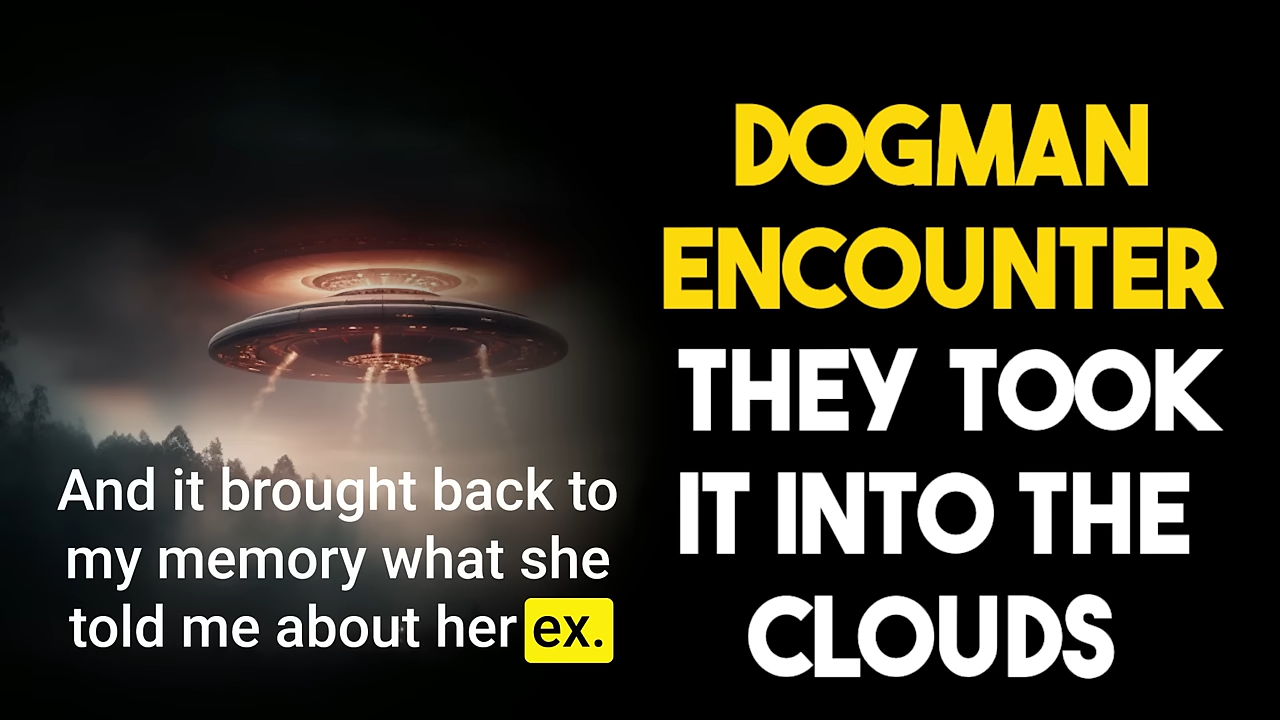 And it brought back to
my memory what she
told me about her ex.
DOGMAN
ENCOUNTER
THEY TOOK
IT INTO THE
CLOUDS